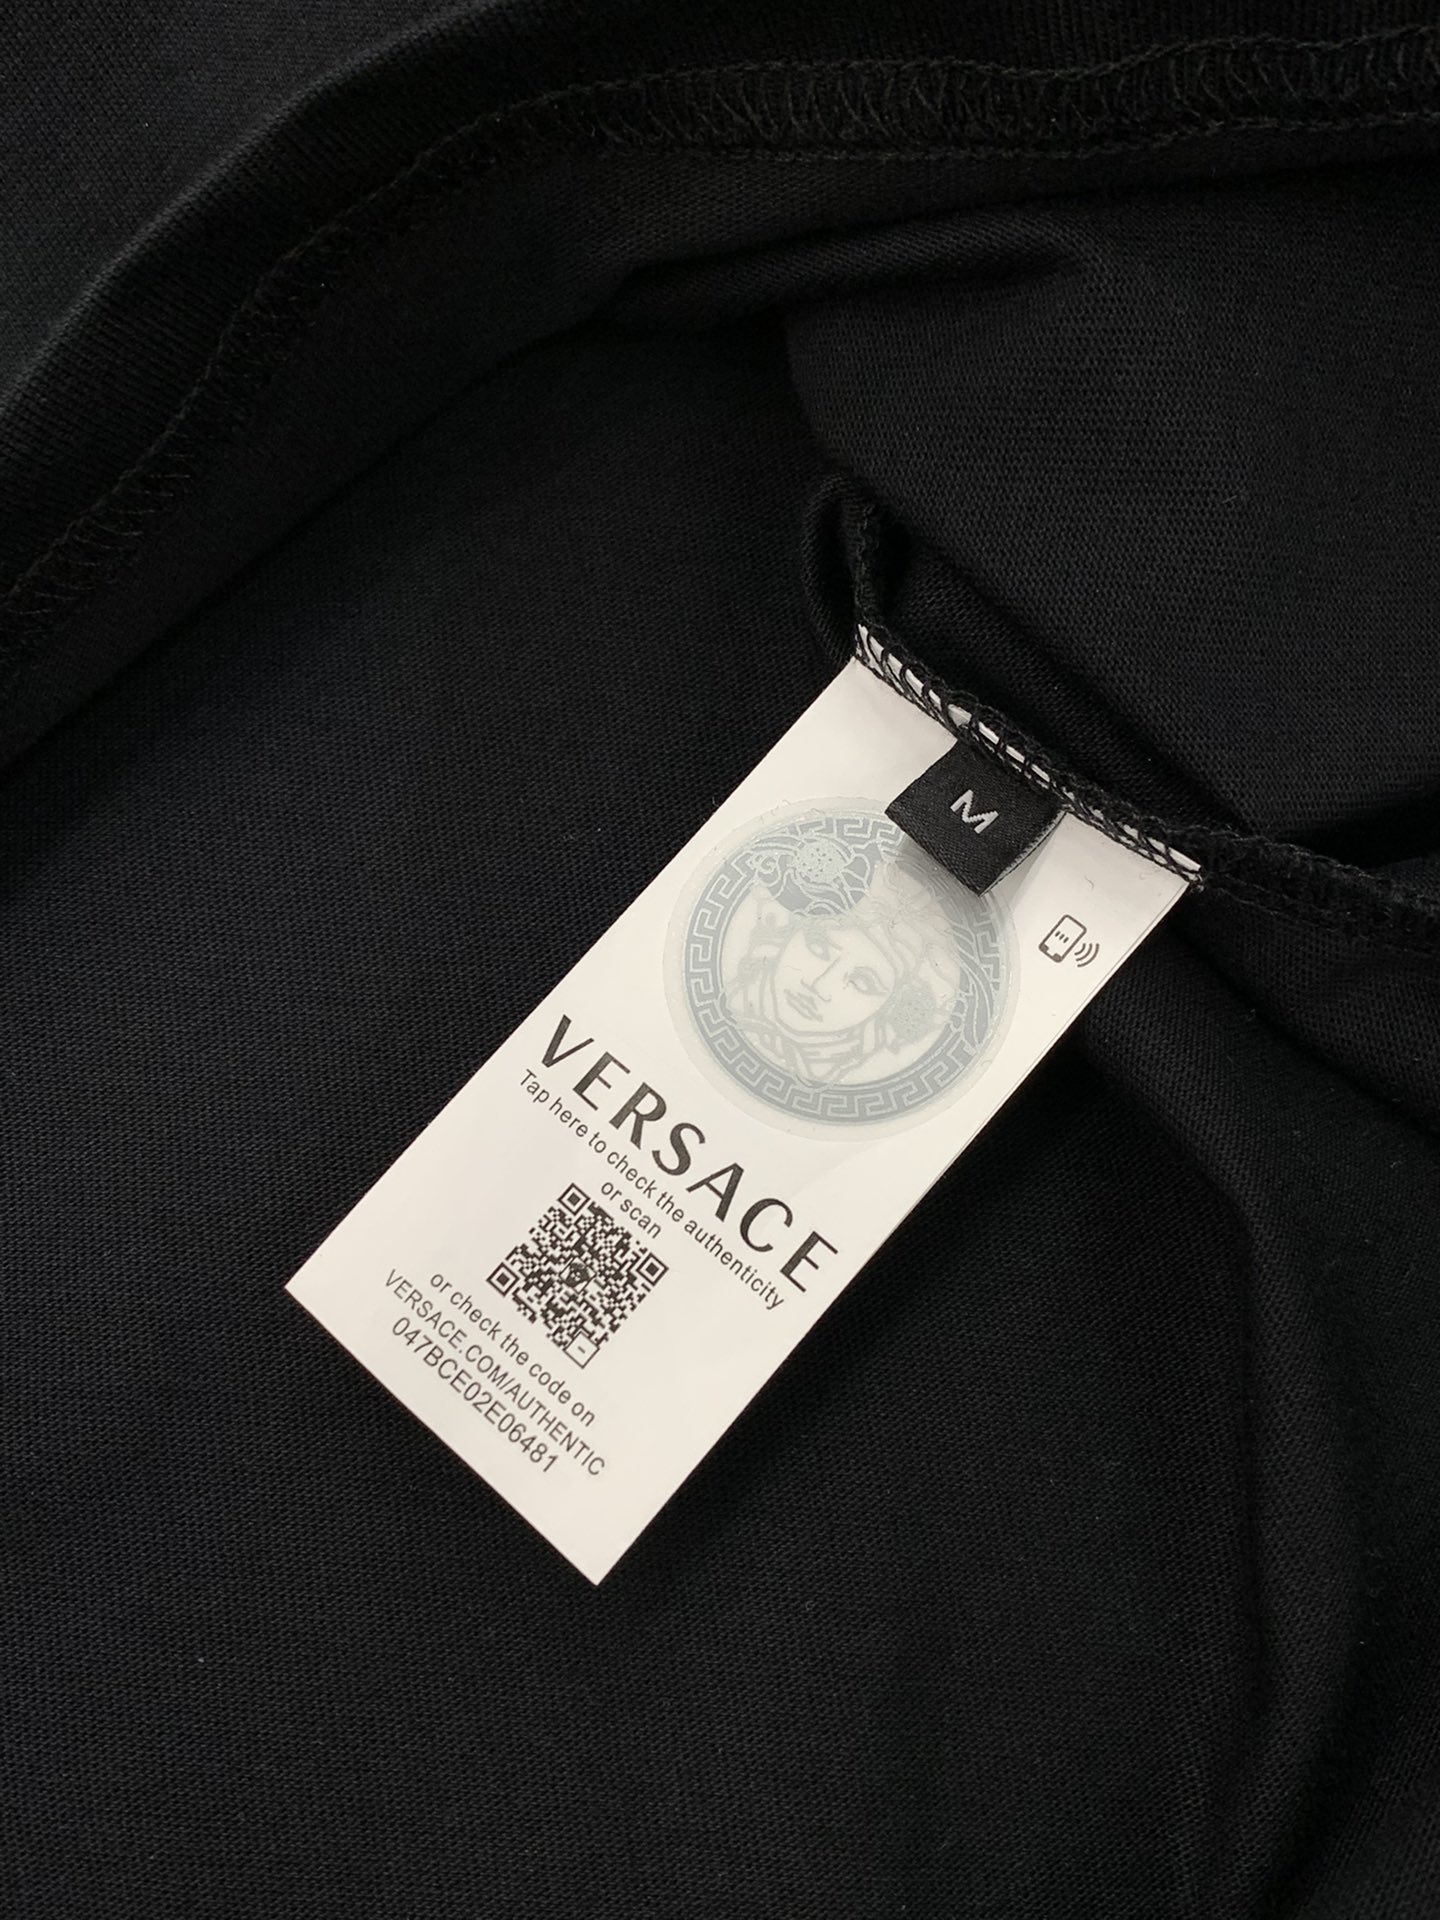 M
VERSACE
Tap here to check the authenticity
or scan
or check the code on
VERSACE.COM/AUTHENTIC
047BCE02E06481